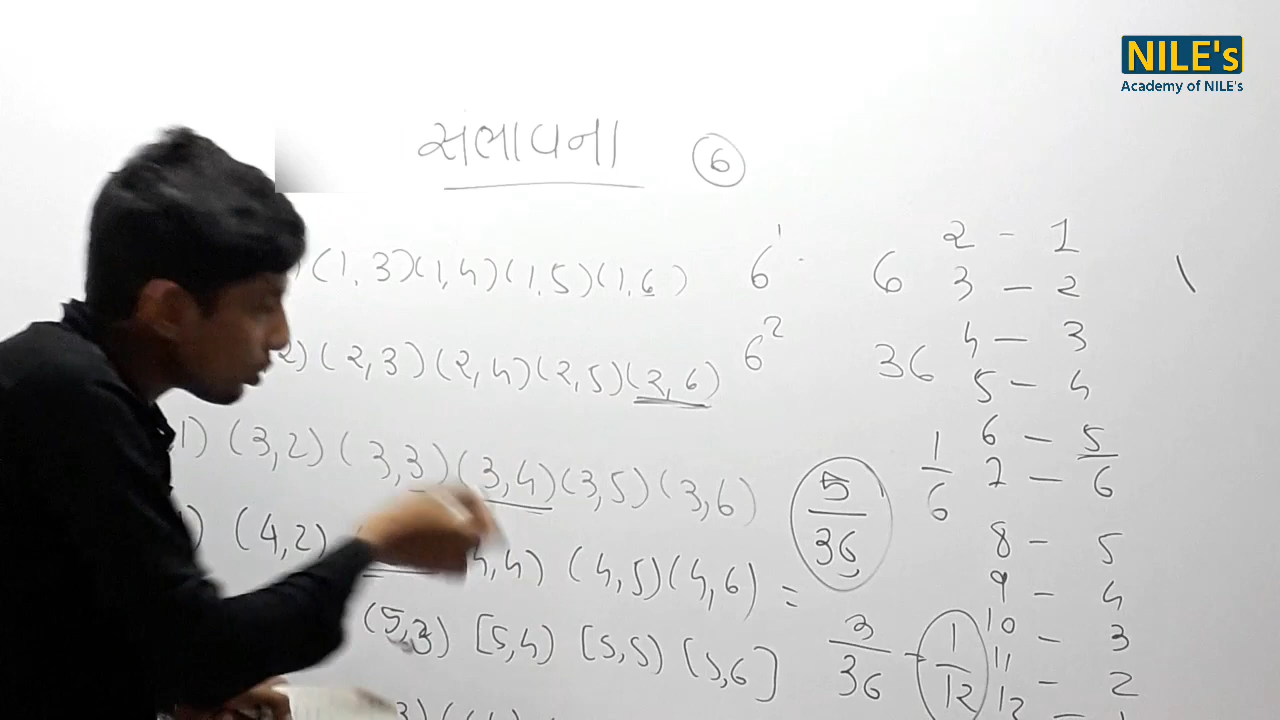 NILE's
Academy of NILE's
સંભાવના 6
(1,3)(1,4)(1,5)(1,6) 6¹ 6 2 - 1
3 - 2
2)(2,3)(2,4)(2,5)(2,6) 6² 36 4 - 3
5 - 4
1)(3,2)(3,3)(3,4)(3,5)(3,6) 5/36 1/6 6 - 5
7 - 6
)(4,2) 4,4)(4,5)(4,6) = 8 - 5
9 - 4
(5,3)[5,4)[5,5)(5,6] 3/36 - 1/12 10 - 3
11 - 2
12 - 1